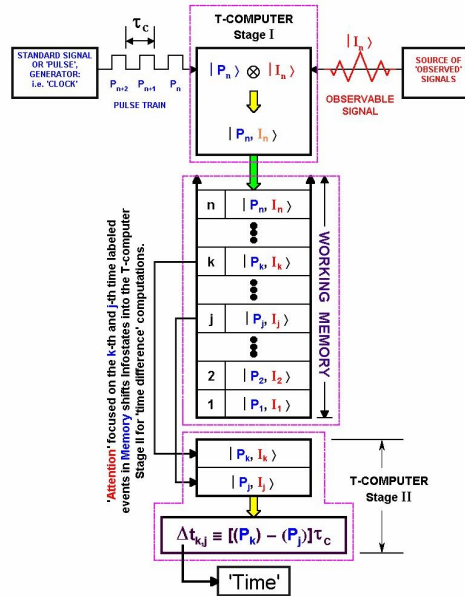 T-COMPUTER
Stage I
STANDARD SIGNAL
OR 'PULSE',
GENERATOR:
i.e. 'CLOCK'
τc
Pn+2 Pn+1 Pn
PULSE TRAIN
| Pn ⟩ ⊗ | In ⟩
| Pn, In ⟩
| In ⟩
OBSERVABLE
SIGNAL
SOURCE OF
'OBSERVED'
SIGNALS
n | Pn, In ⟩
k | Pk, Ik ⟩
j | Pj, Ij ⟩
2 | P2, I2 ⟩
1 | P1, I1 ⟩
WORKING MEMORY
'Attention' focused on the k-th and j-th time labeled
events in Memory shifts Infostates into the T-computer
Stage II for 'time difference' computations.
| Pk, Ik ⟩
| Pj, Ij ⟩
T-COMPUTER
Stage II
Δtk,j ≡ [(Pk) – (Pj)]τc
'Time'